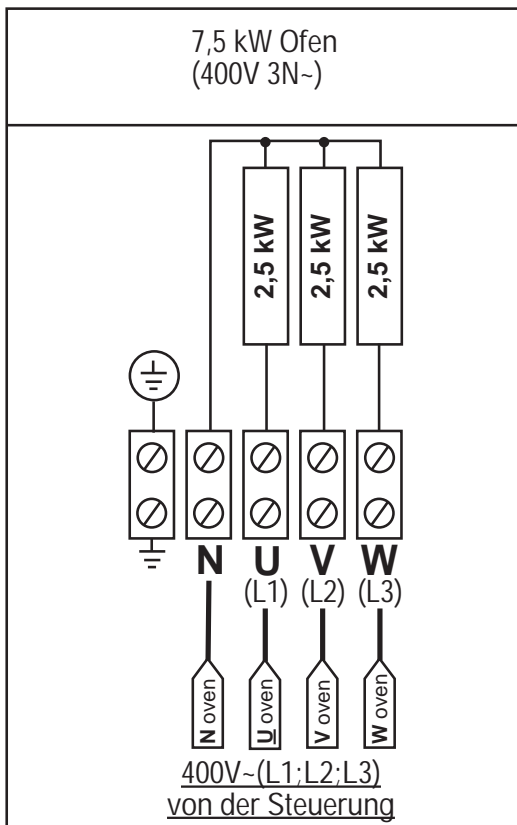 7,5 kW Ofen
(400V 3N~)
2,5 kW
2,5 kW
2,5 kW
N U V W
(L1) (L2) (L3)
N oven
U oven
V oven
W oven
400V~(L1;L2;L3)
von der Steuerung